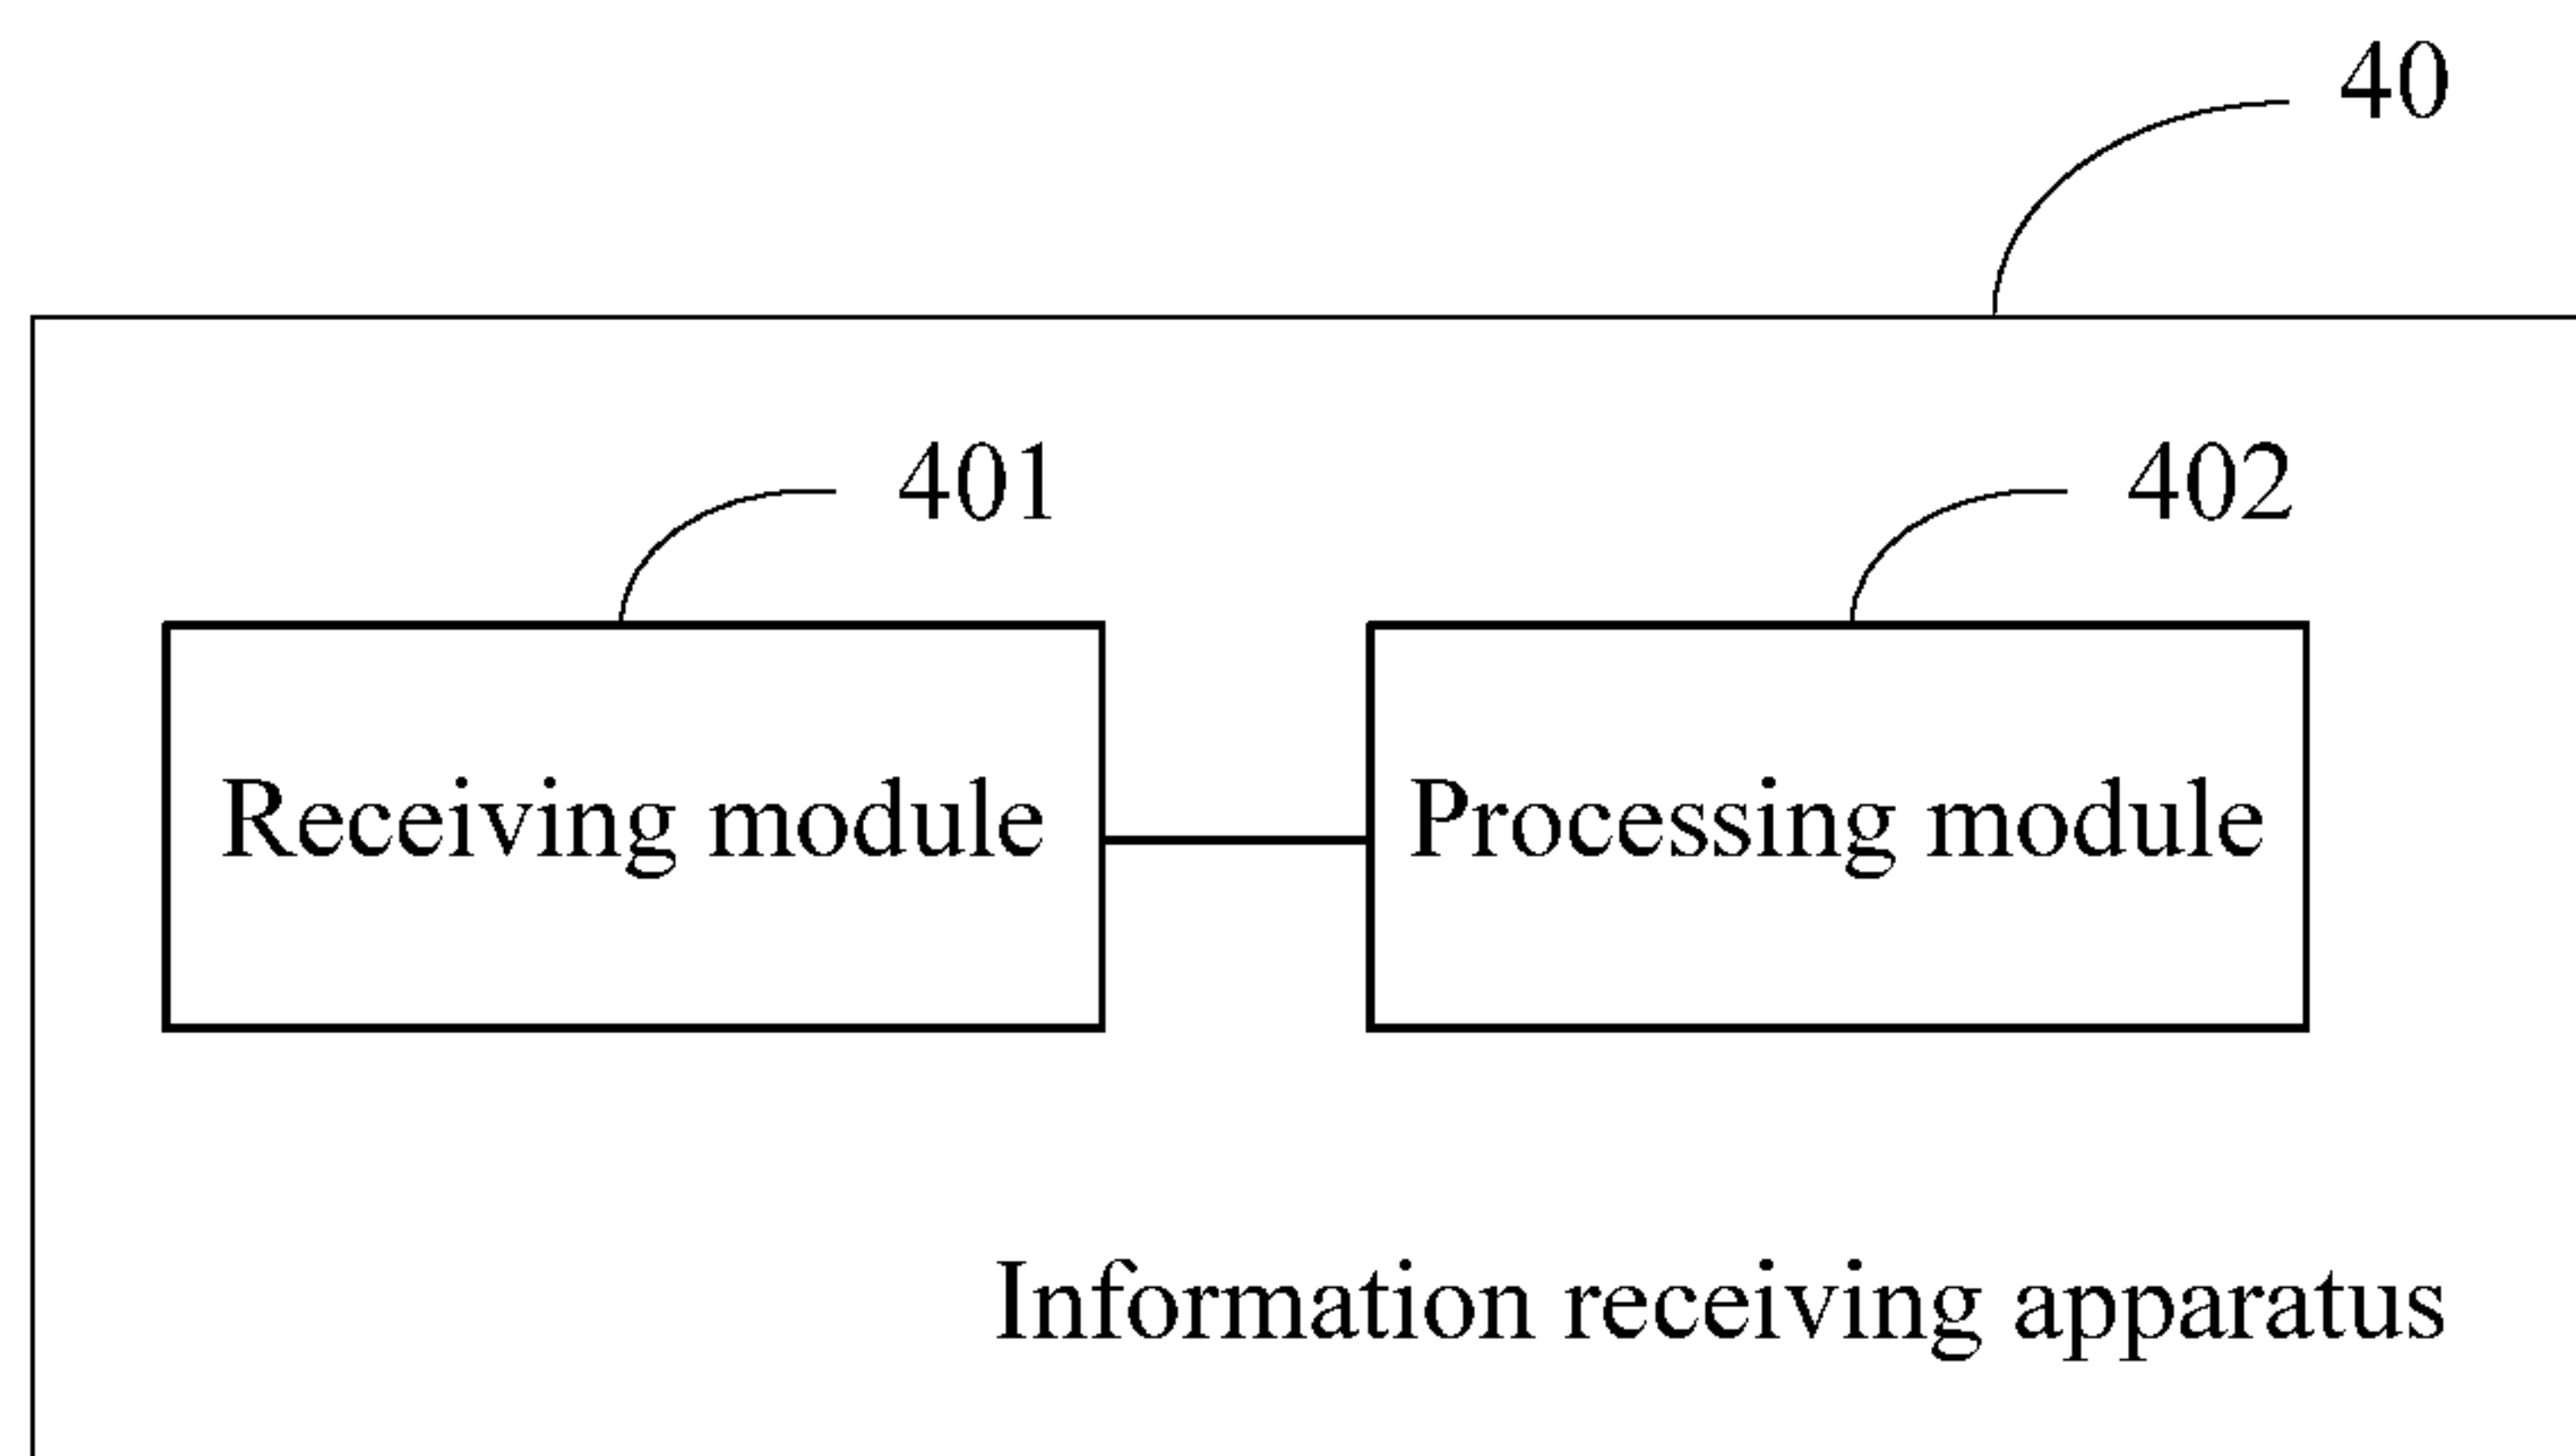 40
401
402
Receiving module
Processing module
Information receiving apparatus